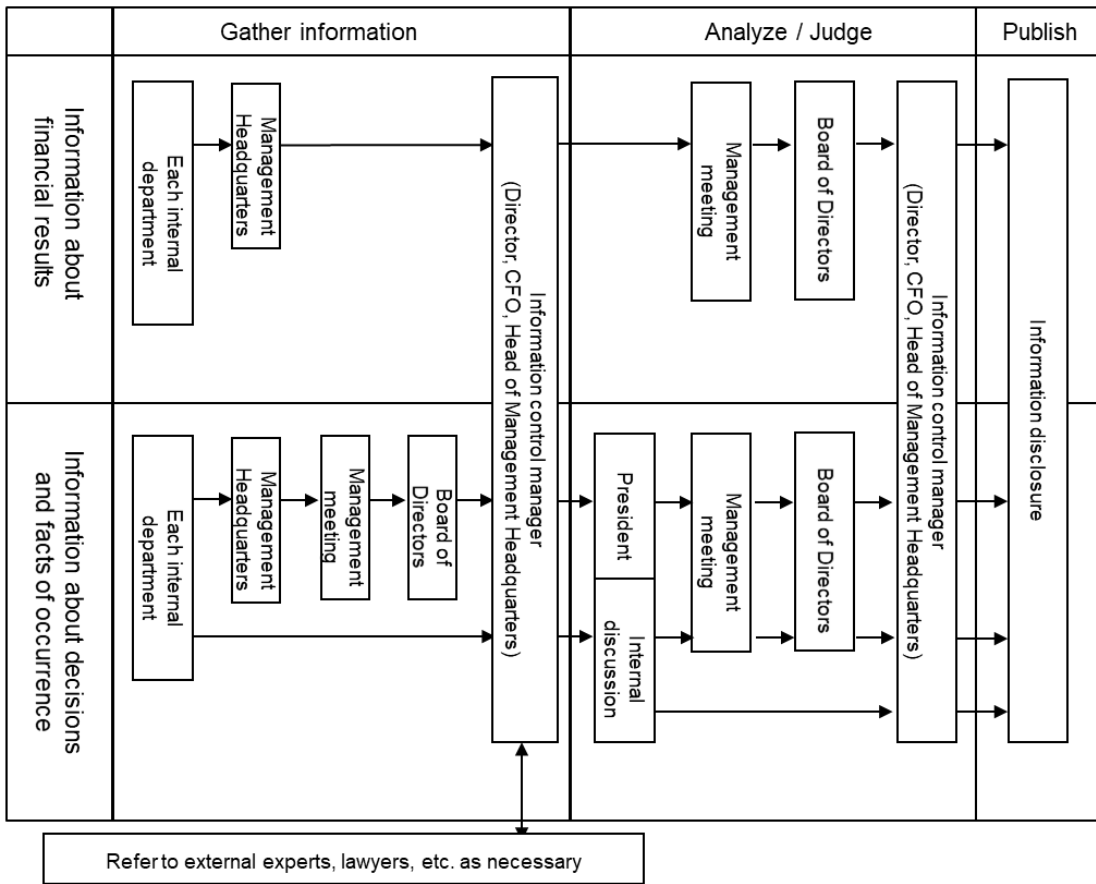 Gather information
Analyze / Judge
Publish
Information about
financial results
Each internal
department
Management
Headquarters
Information control manager
(Director, CFO, Head of Management Headquarters)
Management
meeting
Board of Directors
Information control manager
(Director, CFO, Head of Management Headquarters)
Information disclosure
Information about decisions
and facts of occurrence
Each internal
department
Management
Headquarters
Management
meeting
Board of
Directors
President
Internal
discussion
Management
meeting
Board of Directors
Refer to external experts, lawyers, etc. as necessary